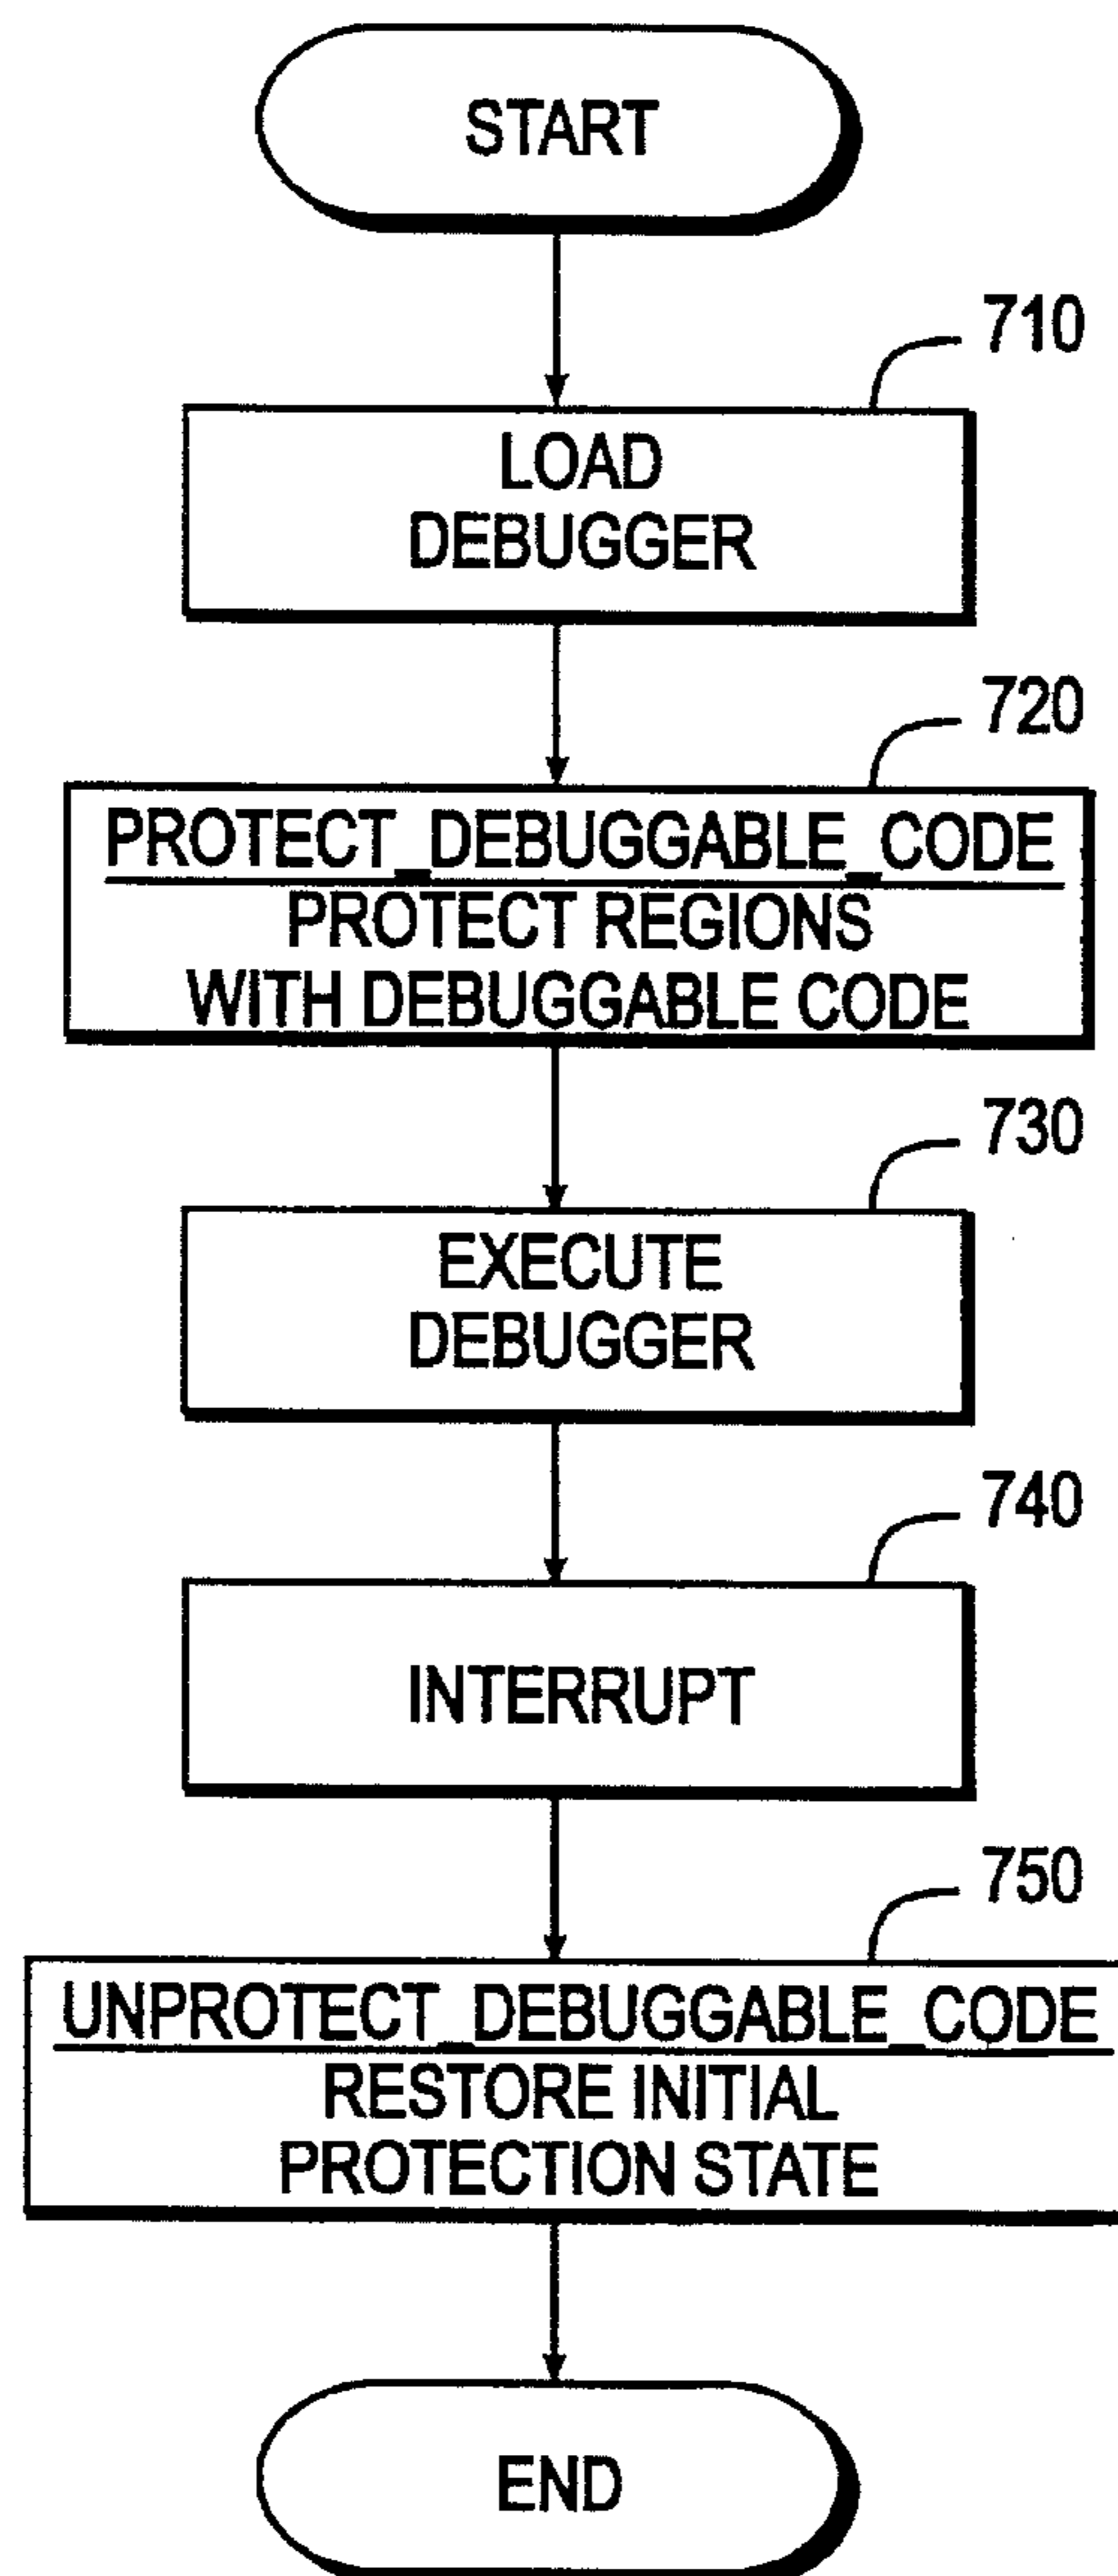 START
710
LOAD
DEBUGGER
720
PROTECT_DEBUGGABLE_CODE
PROTECT REGIONS
WITH DEBUGGABLE CODE
730
EXECUTE
DEBUGGER
740
INTERRUPT
750
UNPROTECT_DEBUGGABLE_CODE
RESTORE INITIAL
PROTECTION STATE
END